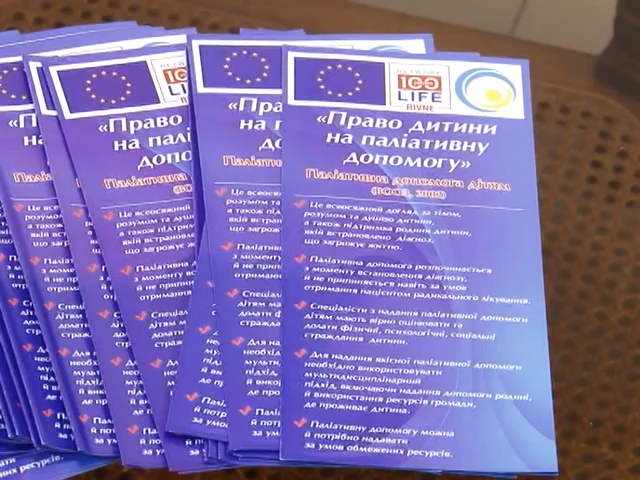 NETWORK
100
LIFE
RIVNE
«Право дитини
на паліативну
допомогу»
Паліативна допомога дітям
(ВООЗ, 2002)
Це всеосяжний догляд за тілом,
розумом та душею дитини,
а також підтримка родини дитини,
якій встановлено діагноз,
що загрожує життю.
Паліативна допомога розпочинається
з моменту встановлення діагнозу,
й не припиняється навіть за умов
отримання пацієнтом радикального лікування.
Спеціалісти з надання паліативної допомоги
дітям мають вірно оцінювати та
долати фізичні, психологічні, соціальні
страждання дитини.
Для надання якісної паліативної допомоги
необхідно використовувати
мультидисциплінарний
підхід, включаючи надання допомоги родині,
й використання ресурсів громади,
де проживає дитина.
Паліативну допомогу можна
й потрібно надавати
за умов обмежених ресурсів.